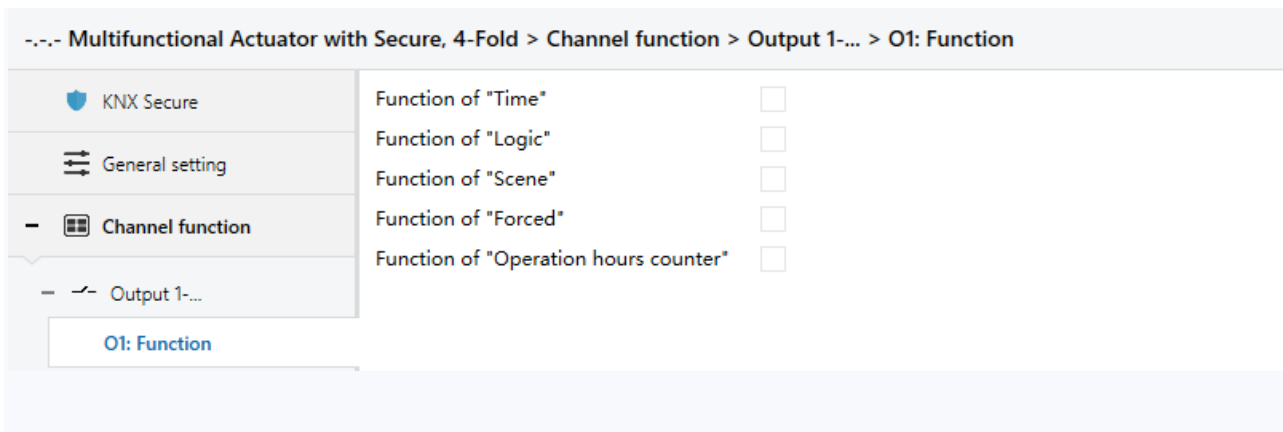 -.-.- Multifunctional Actuator with Secure, 4-Fold > Channel function > Output 1-... > O1: Function
KNX Secure
General setting
Channel function
Output 1-...
O1: Function
Function of "Time"
Function of "Logic"
Function of "Scene"
Function of "Forced"
Function of "Operation hours counter"